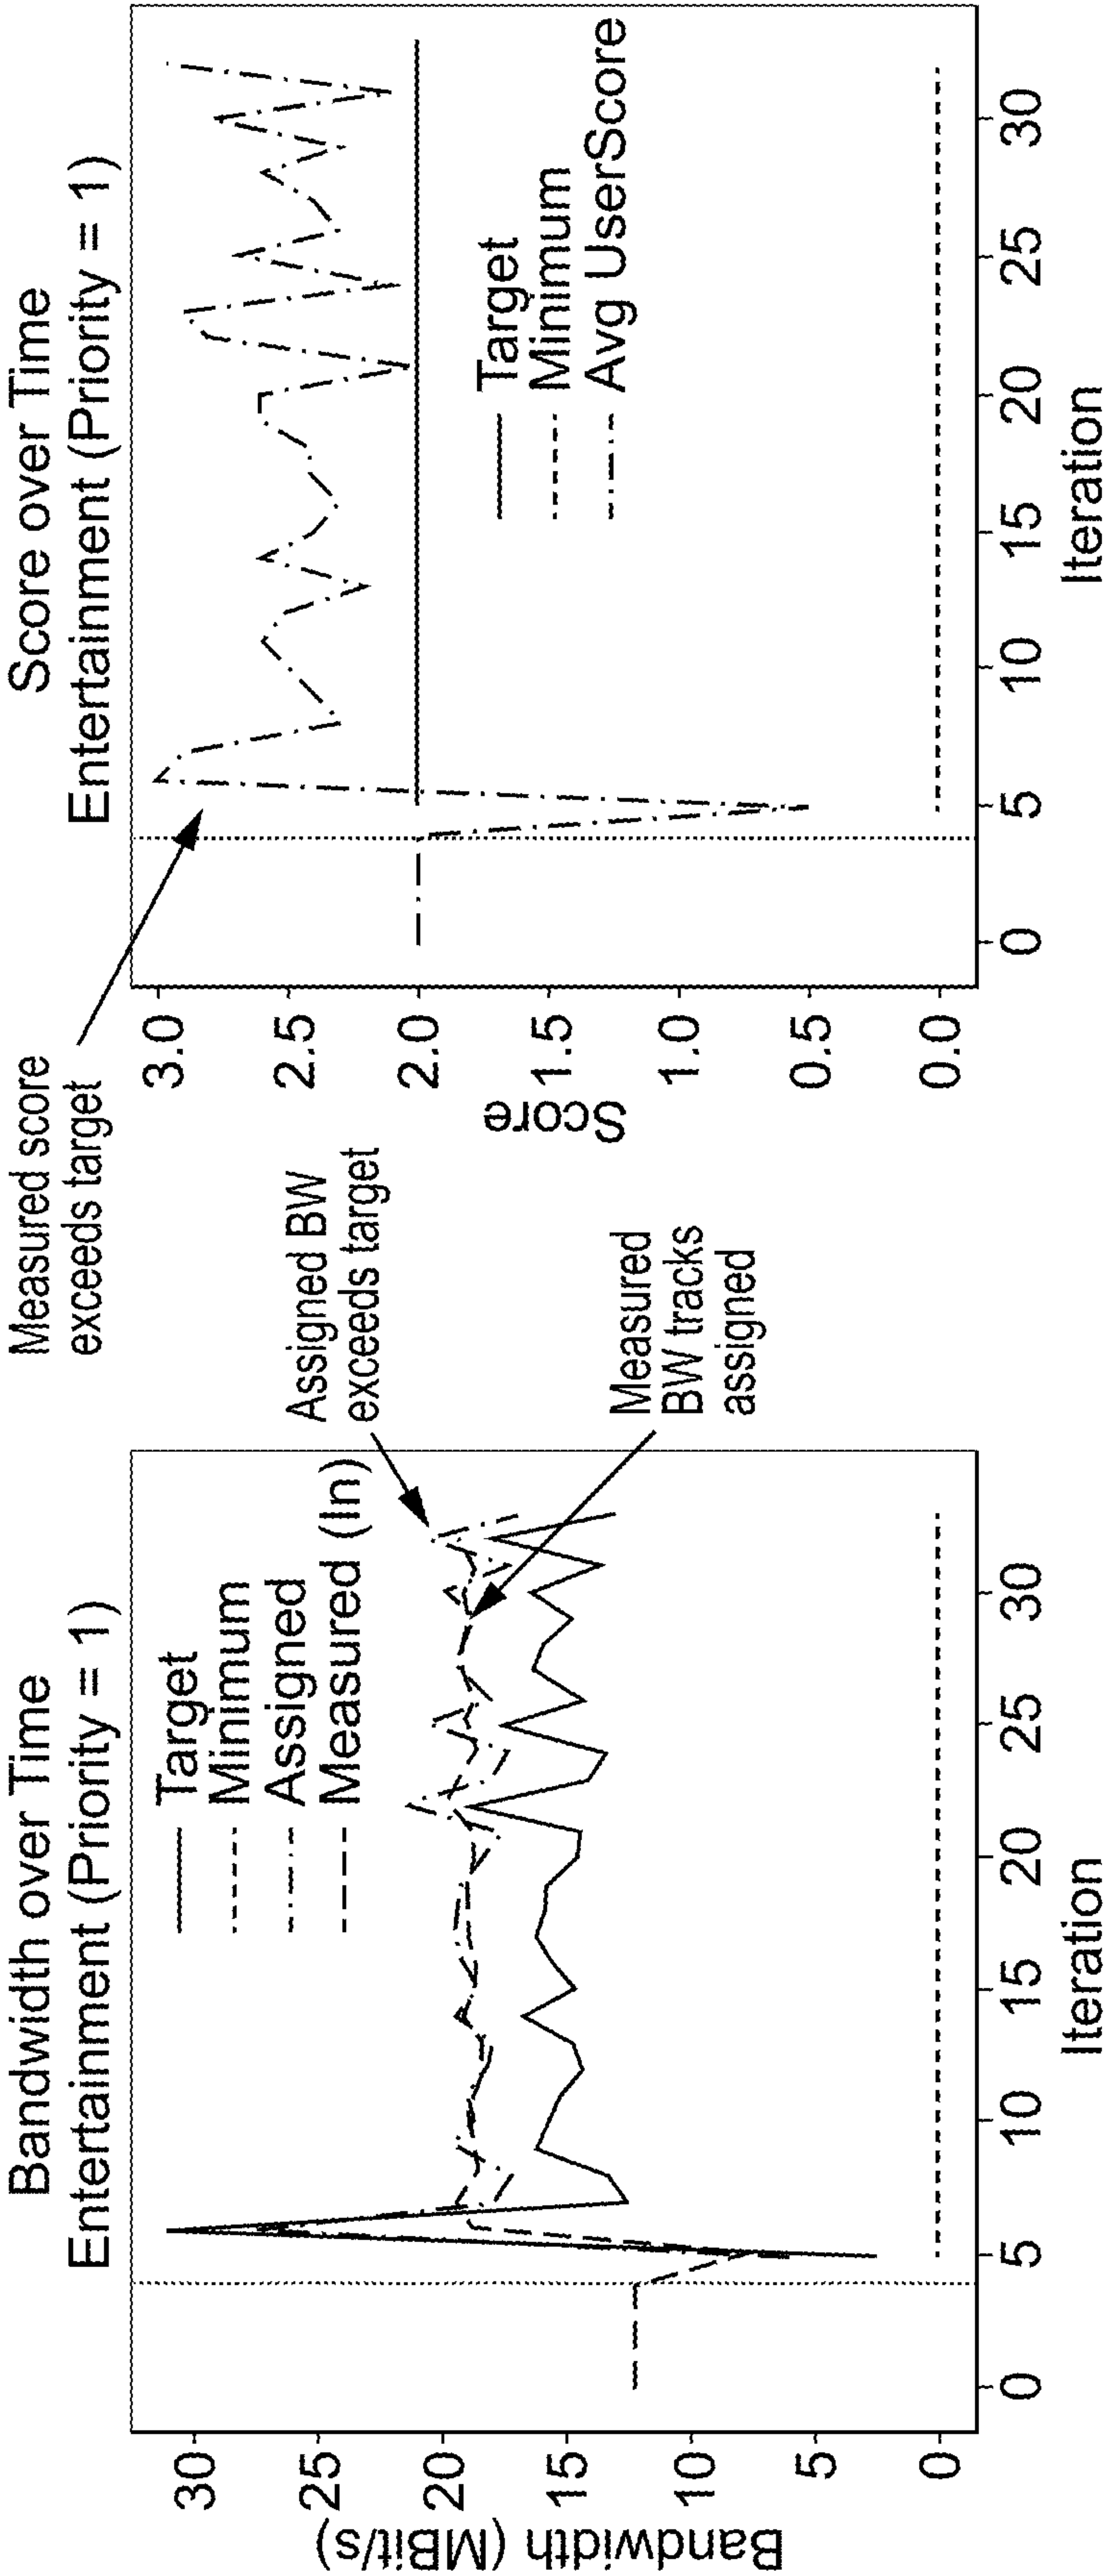 Bandwidth over Time
Entertainment (Priority = 1)
Target
Minimum
Assigned
Measured (In)
Bandwidth (MBit/s)
30
25
20
15
10
5
0
0
5
10
15
20
25
30
Iteration
Assigned BW
exceeds target
Measured
BW tracks
assigned
Measured score
exceeds target
Score over Time
Entertainment (Priority = 1)
Target
Minimum
Avg UserScore
Score
3.0
2.5
2.0
1.5
1.0
0.5
0.0
0
5
10
15
20
25
30
Iteration